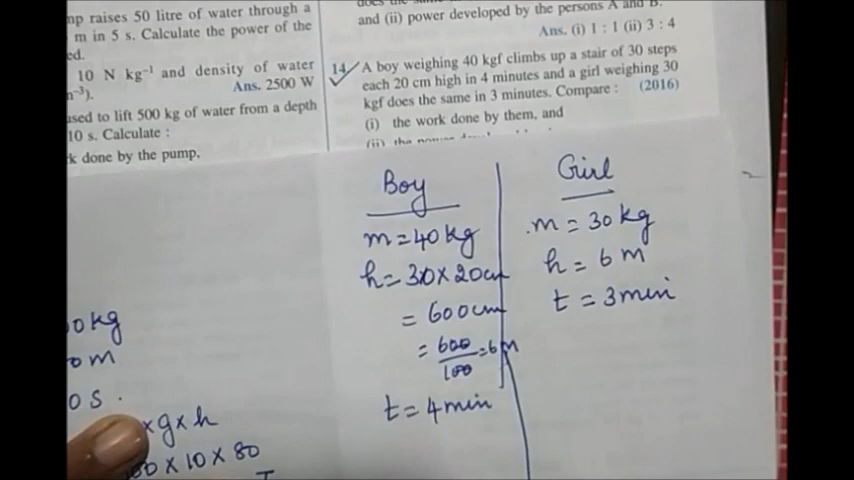 mp raises 50 litre of water through a
m in 5 s. Calculate the power of the
ed.
10 N kg⁻¹ and density of water
m⁻³).
Ans. 2500 W
used to lift 500 kg of water from a depth
10 s. Calculate :
k done by the pump,
and (ii) power developed by the persons A and B.
Ans. (i) 1 : 1 (ii) 3 : 4
14. A boy weighing 40 kgf climbs up a stair of 30 steps
each 20 cm high in 4 minutes and a girl weighing 30
kgf does the same in 3 minutes. Compare : (2016)
(i) the work done by them, and
Boy
m = 40 kg
h = 30 × 20 cm
= 600 cm
= 600/100 = 6 m
t = 4 min
Girl
m = 30 kg
h = 6 m
t = 3 min
0 kg
0 m
0 s.
× g × h
00 × 10 × 80